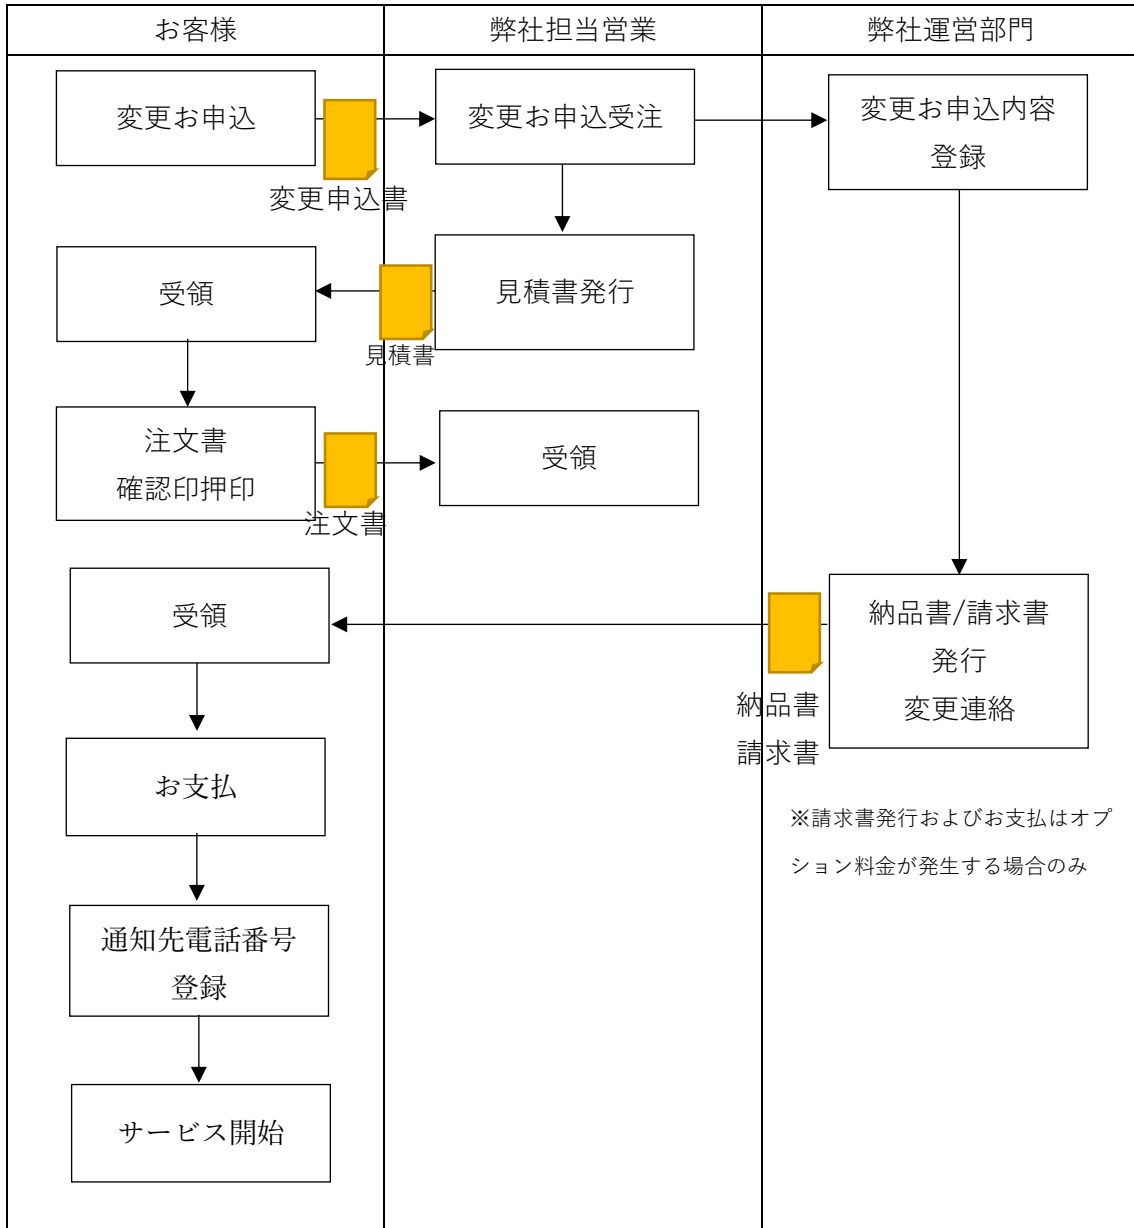 お客様
弊社担当営業
弊社運営部門
変更お申込
変更お申込受注
変更お申込内容
登録
変更申込書
受領
見積書発行
見積書
注文書
確認印押印
受領
注文書
受領
納品書/請求書
発行
変更連絡
納品書
請求書
お支払
※請求書発行およびお支払はオプ
ション料金が発生する場合のみ
通知先電話番号
登録
サービス開始